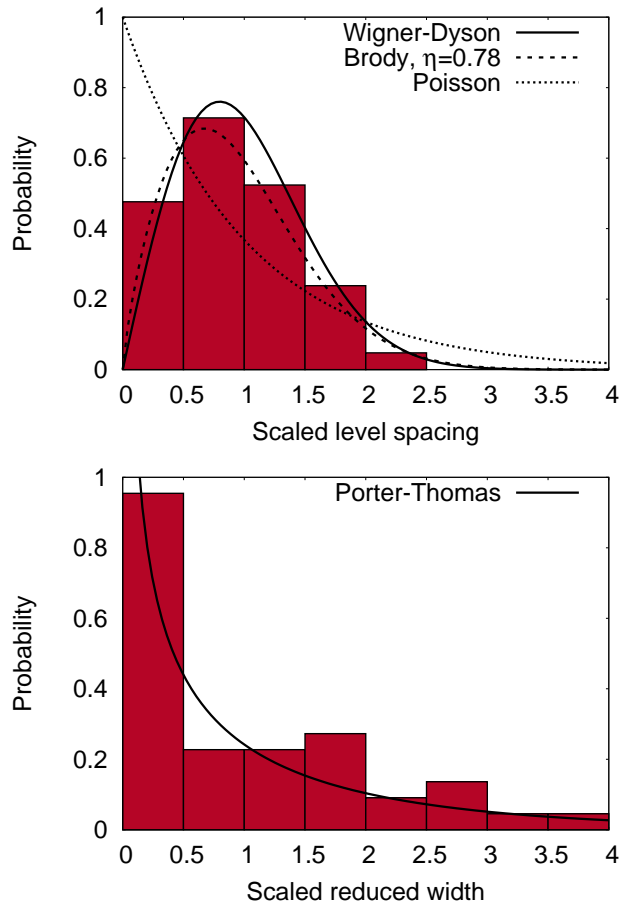 Wigner-Dyson
Brody, η=0.78
Poisson
1
0.8
0.6
0.4
0.2
0
Probability
0 0.5 1 1.5 2 2.5 3 3.5 4
Scaled level spacing
Porter-Thomas
1
0.8
0.6
0.4
0.2
0
Probability
0 0.5 1 1.5 2 2.5 3 3.5 4
Scaled reduced width